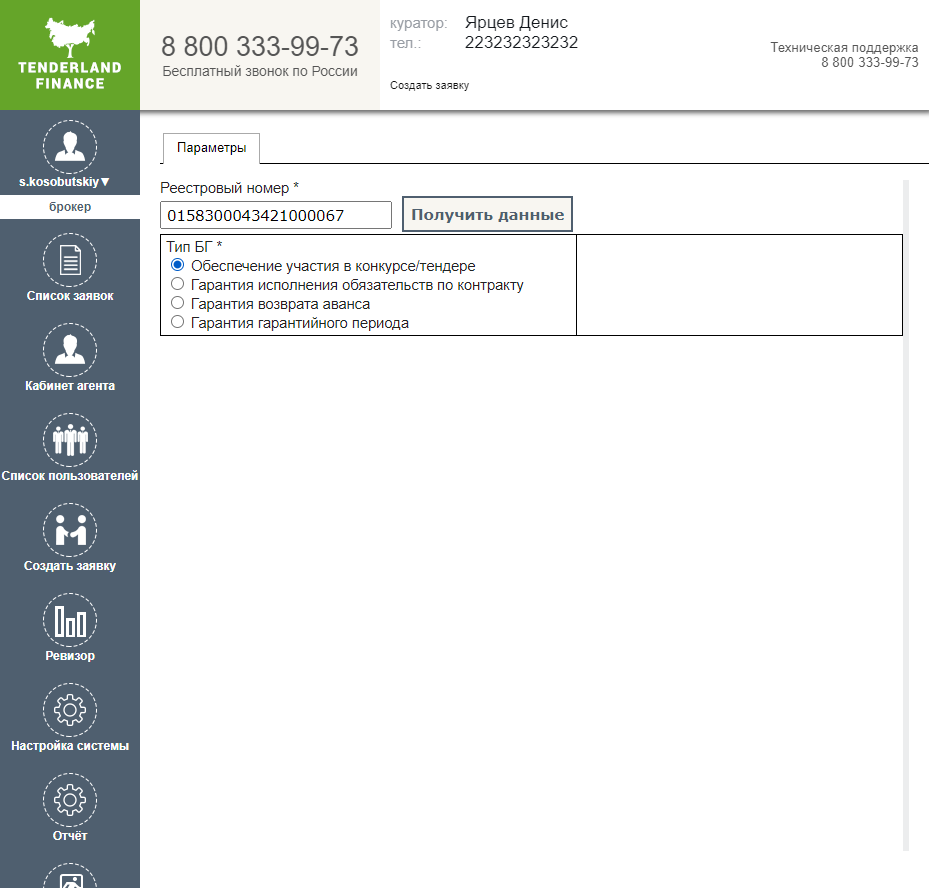 TENDERLAND
FINANCE
8 800 333-99-73
Бесплатный звонок по России
куратор: Ярцев Денис
тел.: 223232323232
Создать заявку
Техническая поддержка
8 800 333-99-73
s.kosobutskiy▼
брокер
Список заявок
Кабинет агента
Список пользователей
Создать заявку
Ревизор
Настройка системы
Отчёт
Параметры
Реестровый номер *
0158300043421000067
Получить данные
Тип БГ *
Обеспечение участия в конкурсе/тендере
Гарантия исполнения обязательств по контракту
Гарантия возврата аванса
Гарантия гарантийного периода